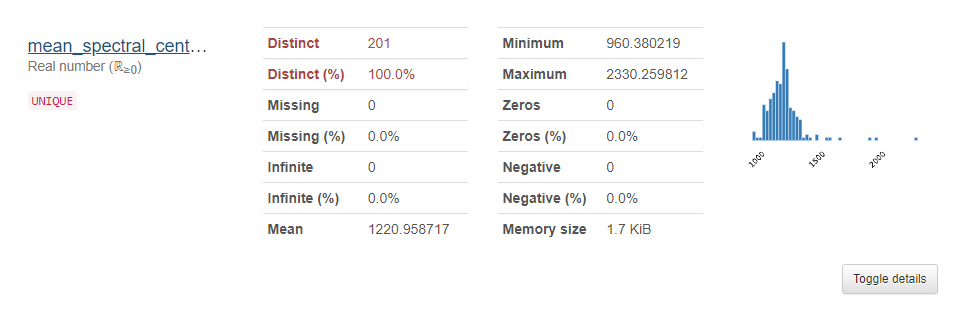 mean_spectral_cent…
Real number (ℝ≥0)
UNIQUE
Distinct 201
Distinct (%) 100.0%
Missing 0
Missing (%) 0.0%
Infinite 0
Infinite (%) 0.0%
Mean 1220.958717
Minimum 960.380219
Maximum 2330.259812
Zeros 0
Zeros (%) 0.0%
Negative 0
Negative (%) 0.0%
Memory size 1.7 KiB
1000 1500 2000
Toggle details